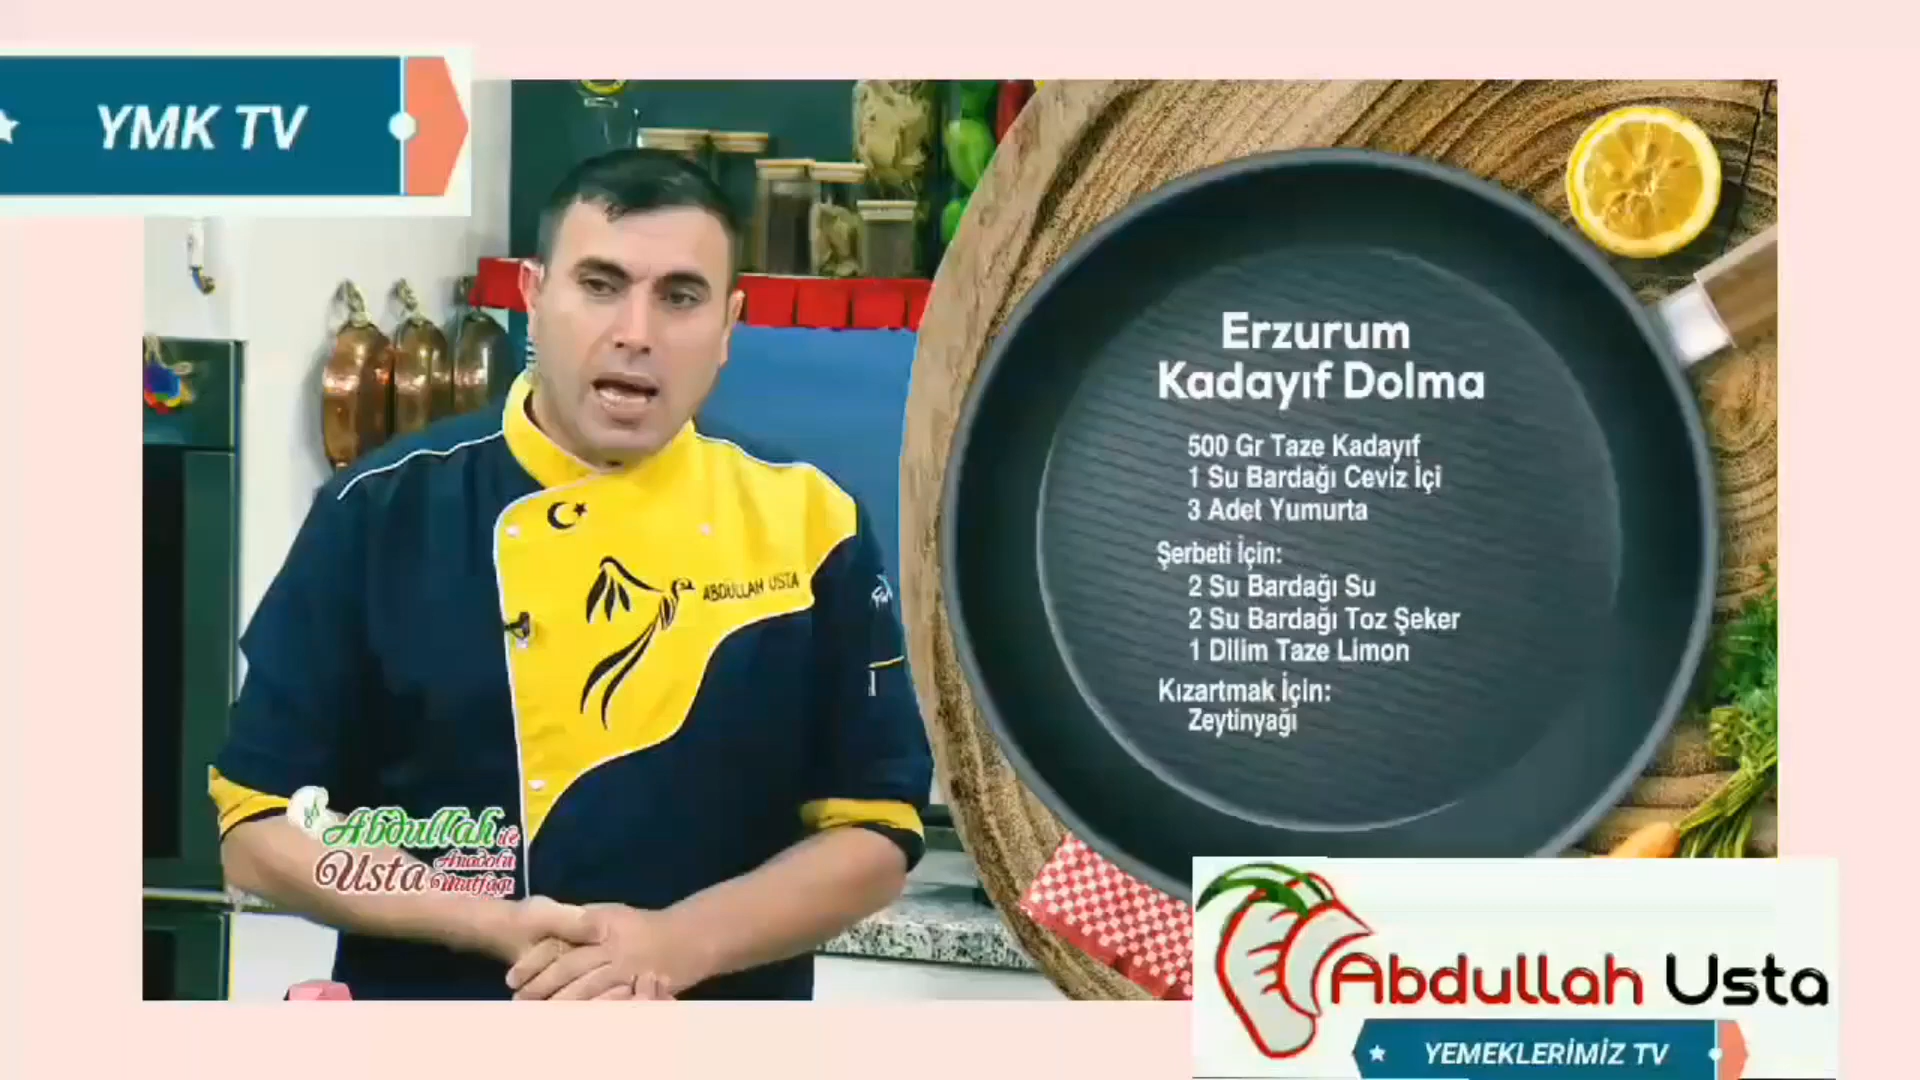 YMK TV
Erzurum
Kadayıf Dolma
500 Gr Taze Kadayıf
1 Su Bardağı Ceviz İçi
3 Adet Yumurta
Şerbeti İçin:
2 Su Bardağı Su
2 Su Bardağı Toz Şeker
1 Dilim Taze Limon
Kızartmak İçin:
Zeytinyağı
ABDULLAH USTA
Abdullah ile
Usta Anadolu
Mutfağı
Abdullah Usta
YEMEKLERİMİZ TV